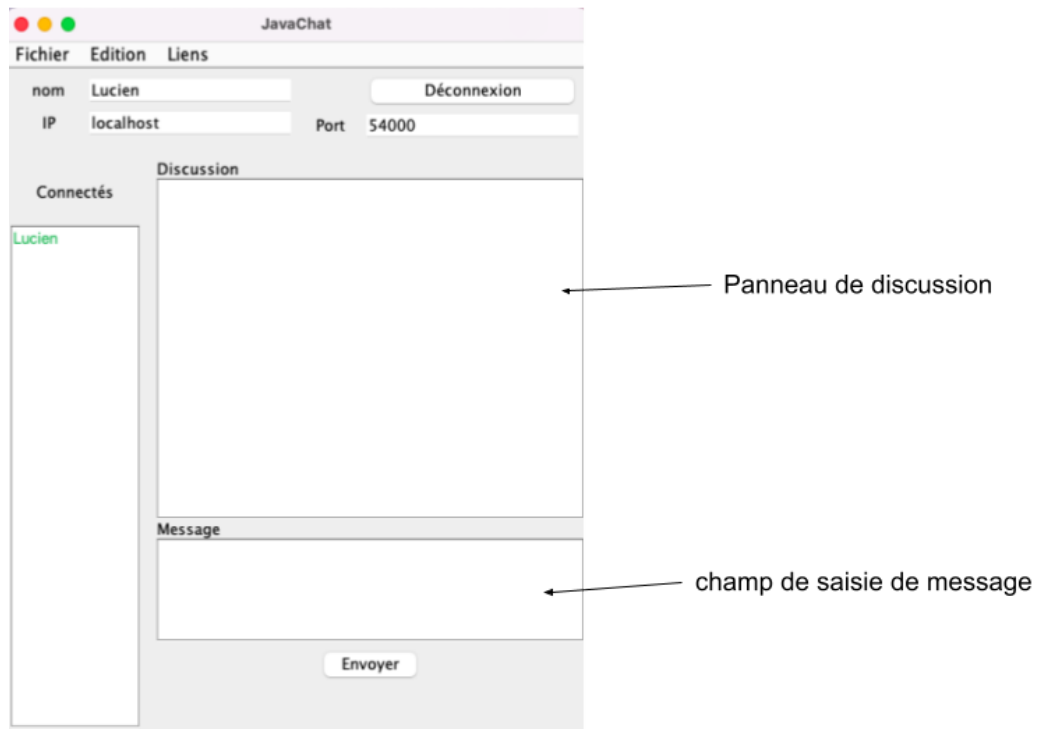 JavaChat
Fichier Edition Liens
nom Lucien Déconnexion
IP localhost Port 54000
Discussion
Connectés
Lucien
Panneau de discussion
Message
champ de saisie de message
Envoyer